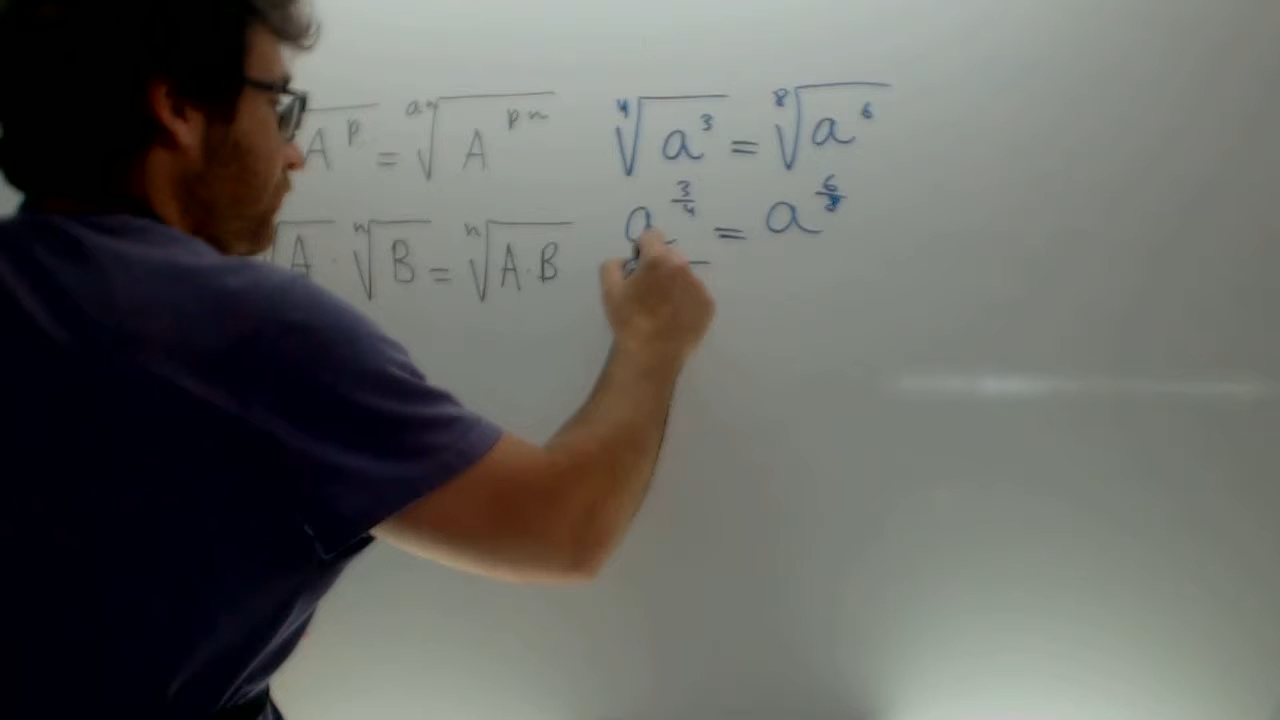 A^p = ᵃⁿ√A^pn
⁴√a³ = ⁸√a⁶
a^3/4 = a^6/8
√A · ⁿ√B = ⁿ√A·B